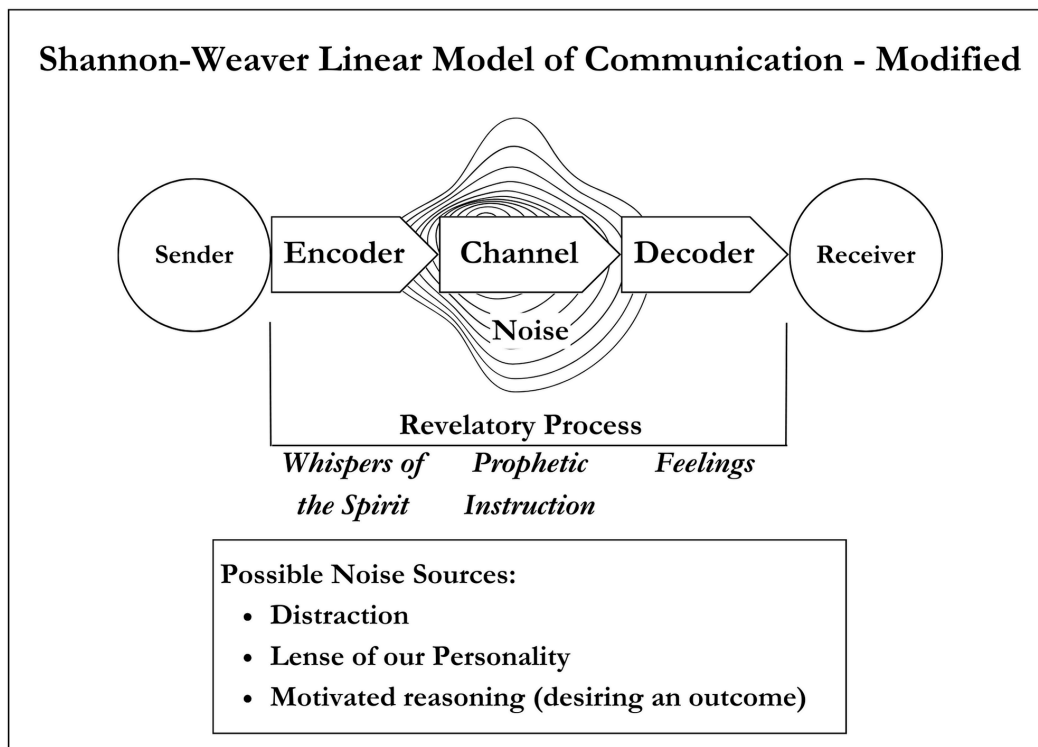 Shannon-Weaver Linear Model of Communication - Modified
Sender
Encoder
Channel
Decoder
Receiver
Noise
Revelatory Process
Whispers of
the Spirit
Prophetic
Instruction
Feelings
Possible Noise Sources:
• Distraction
• Lense of our Personality
• Motivated reasoning (desiring an outcome)